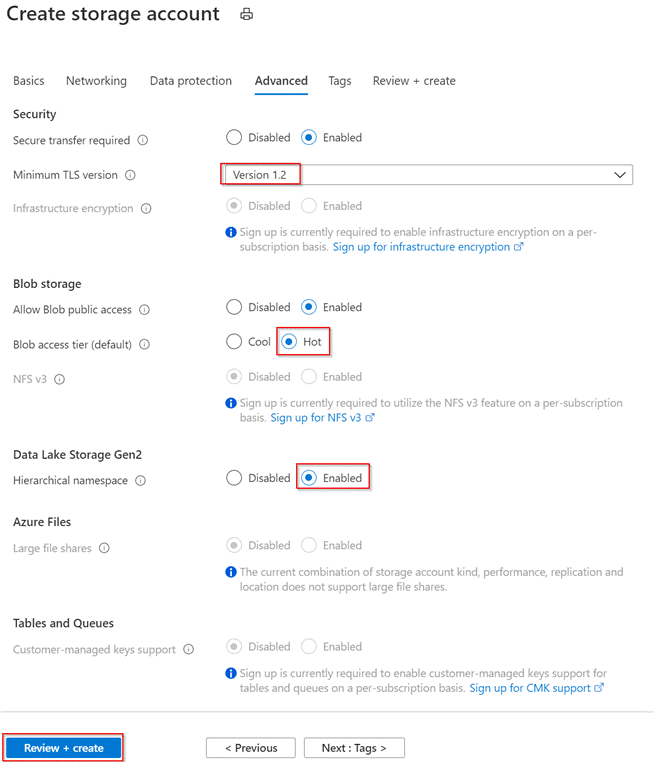 Create storage account
Basics Networking Data protection Advanced Tags Review + create
Security
Secure transfer required Disabled Enabled
Minimum TLS version Version 1.2
Infrastructure encryption Disabled Enabled
Sign up is currently required to enable infrastructure encryption on a per-
subscription basis. Sign up for infrastructure encryption
Blob storage
Allow Blob public access Disabled Enabled
Blob access tier (default) Cool Hot
NFS v3 Disabled Enabled
Sign up is currently required to utilize the NFS v3 feature on a per-subscription
basis. Sign up for NFS v3
Data Lake Storage Gen2
Hierarchical namespace Disabled Enabled
Azure Files
Large file shares Disabled Enabled
The current combination of storage account kind, performance, replication and
location does not support large file shares.
Tables and Queues
Customer-managed keys support Disabled Enabled
Sign up is currently required to enable customer-managed keys support for
tables and queues on a per-subscription basis. Sign up for CMK support
Review + create < Previous Next : Tags >